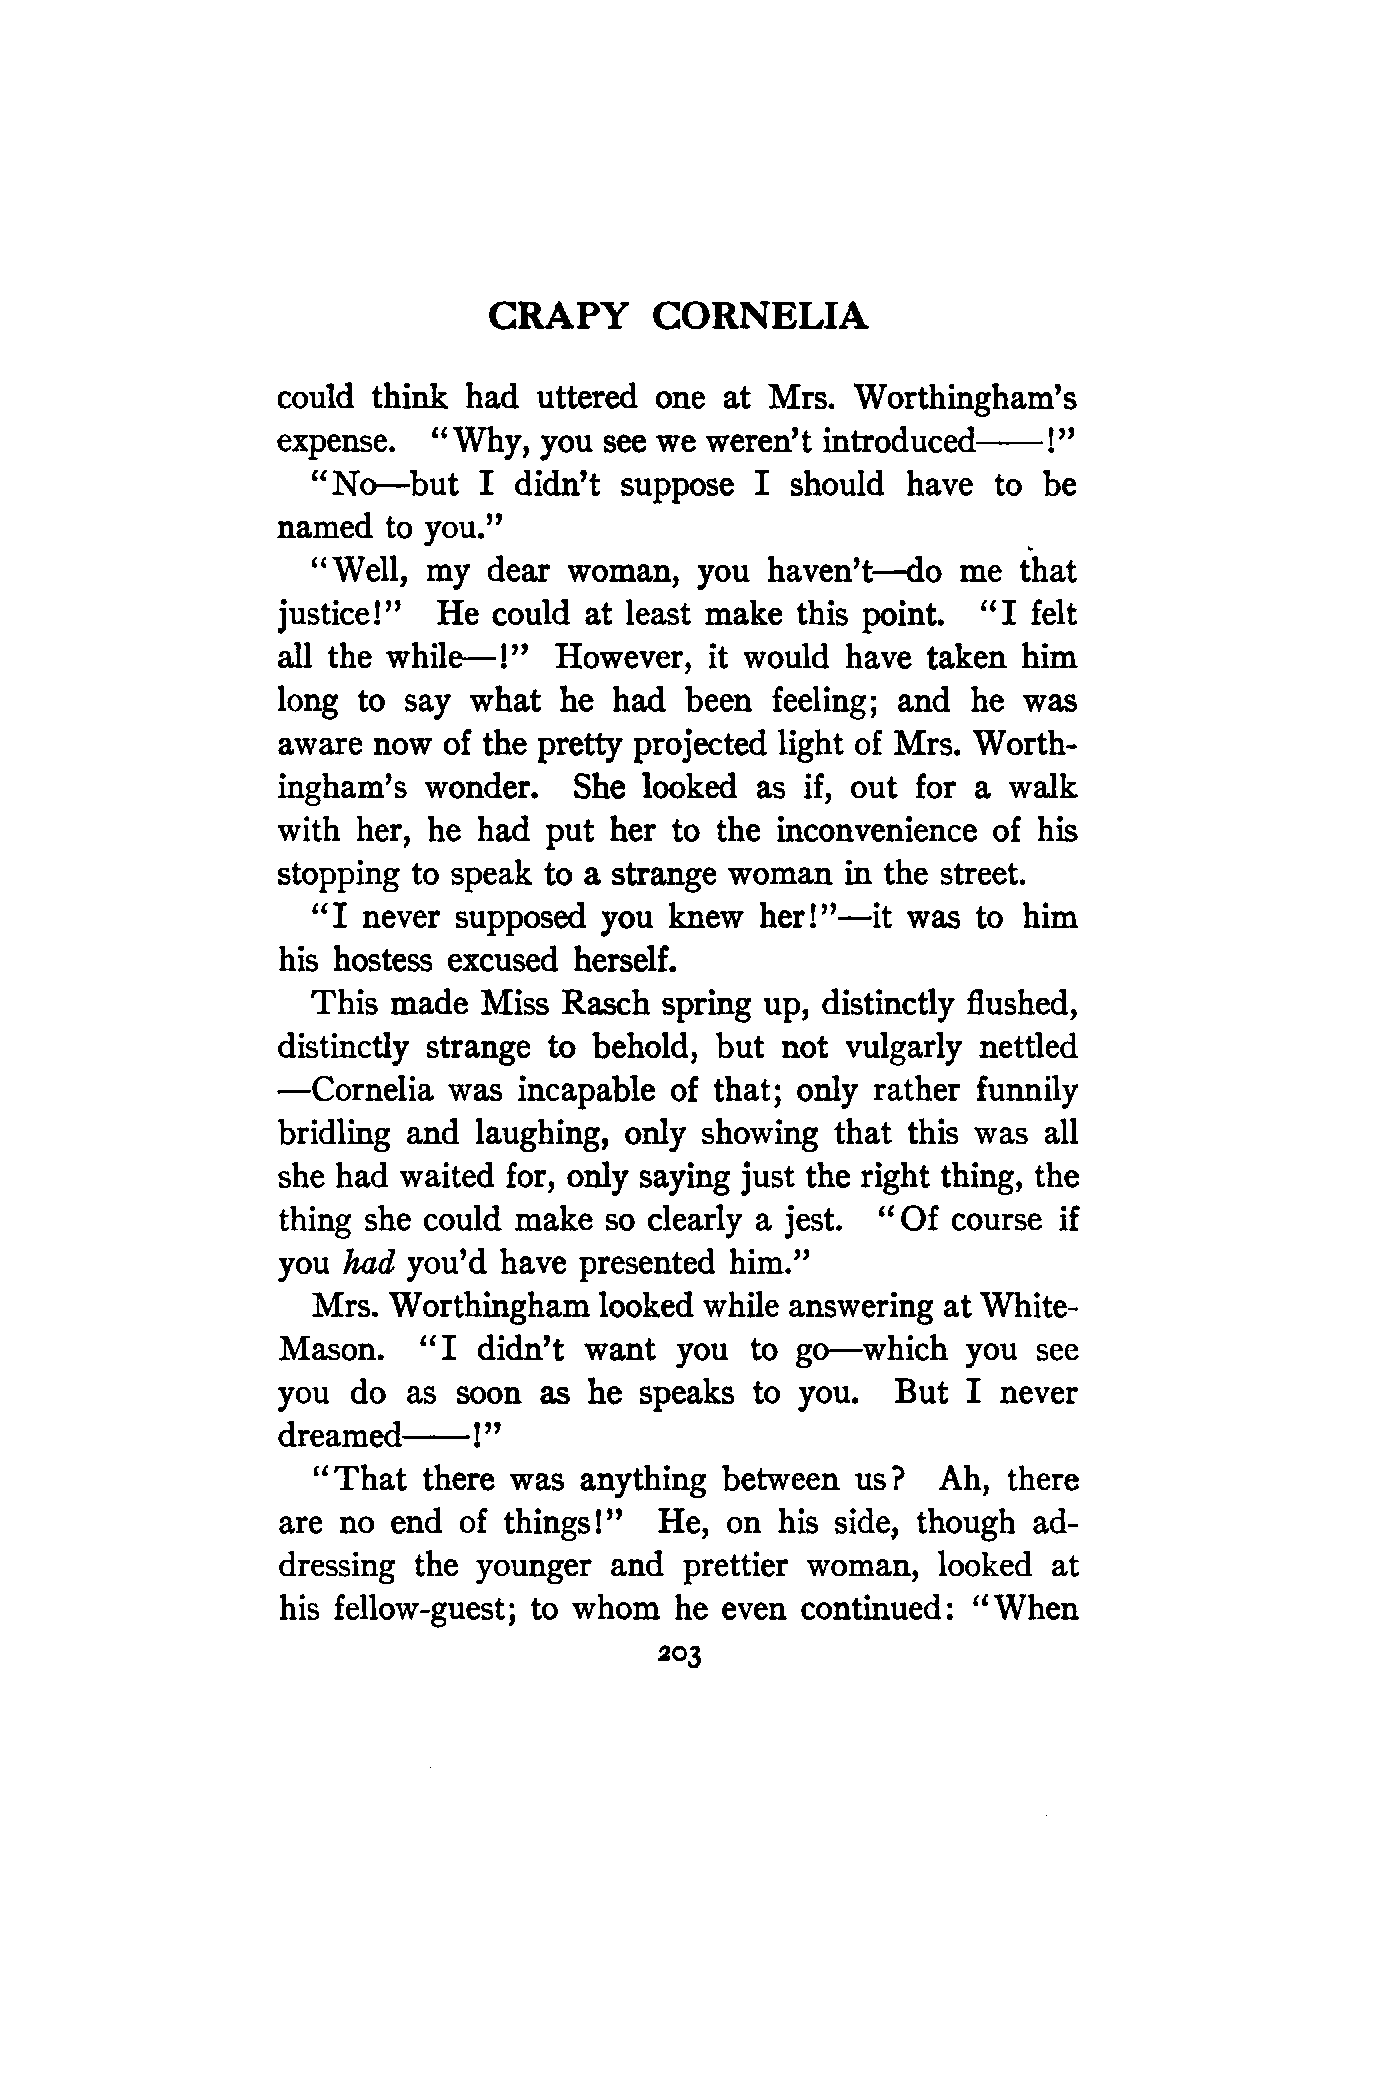 CRAPY CORNELIA
could think had uttered one at Mrs. Worthingham's
expense. "Why, you see we weren't introduced——!"
"No—but I didn't suppose I should have to be
named to you."
"Well, my dear woman, you haven't—do me that
justice!" He could at least make this point. "I felt
all the while—!" However, it would have taken him
long to say what he had been feeling; and he was
aware now of the pretty projected light of Mrs. Worth-
ingham's wonder. She looked as if, out for a walk
with her, he had put her to the inconvenience of his
stopping to speak to a strange woman in the street.
"I never supposed you knew her!"—it was to him
his hostess excused herself.
This made Miss Rasch spring up, distinctly flushed,
distinctly strange to behold, but not vulgarly nettled
—Cornelia was incapable of that; only rather funnily
bridling and laughing, only showing that this was all
she had waited for, only saying just the right thing, the
thing she could make so clearly a jest. "Of course if
you had you'd have presented him."
Mrs. Worthingham looked while answering at White-
Mason. "I didn't want you to go—which you see
you do as soon as he speaks to you. But I never
dreamed——!"
"That there was anything between us? Ah, there
are no end of things!" He, on his side, though ad-
dressing the younger and prettier woman, looked at
his fellow-guest; to whom he even continued: "When
203